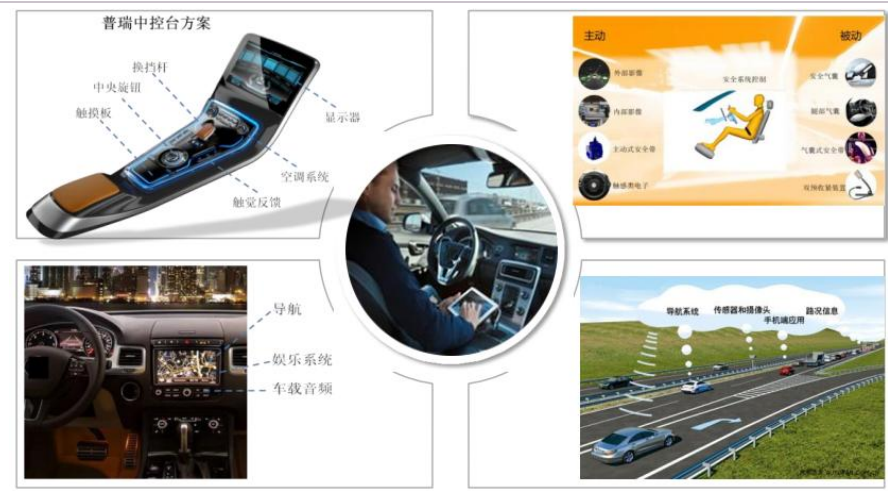 普瑞中控台方案
换挡杆
中央旋钮
触摸板
显示器
空调系统
触觉反馈
主动
被动
外部影像
安全系统控制
安全气囊
内部影像
腿部气囊
主动式安全带
气囊式安全带
触感类电子
双预收紧装置
导航
娱乐系统
车载音频
导航系统
传感器和摄像头
手机端应用
路况信息